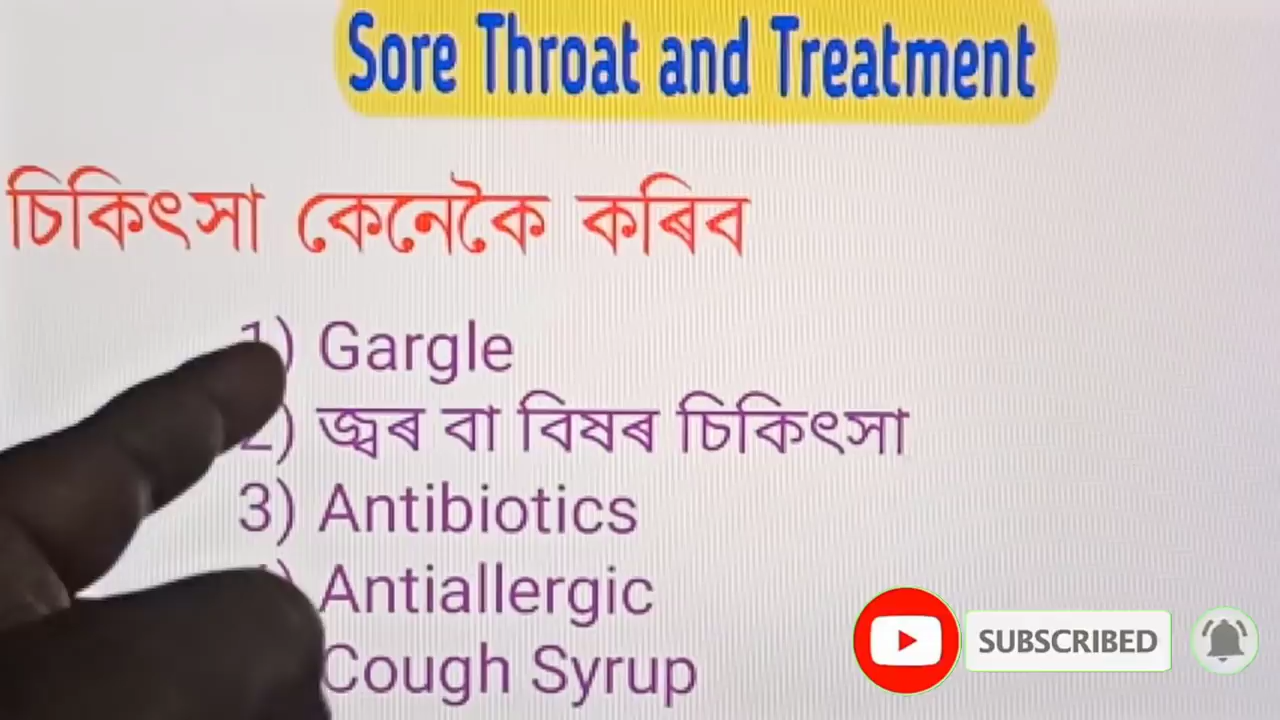 Sore Throat and Treatment
চিকিৎসা কেনেকৈ কৰিব
1) Gargle
2) জ্বৰ বা বিষৰ চিকিৎসা
3) Antibiotics
) Antiallergic
Cough Syrup
SUBSCRIBED